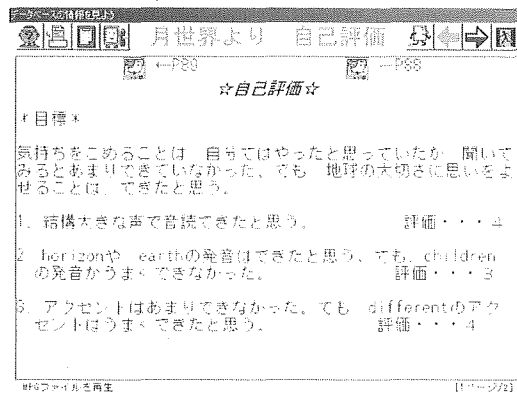 データベースの情報を見よう
月世界より 自己評価
←P88 ←P88
☆自己評価☆
*目標*
気持ちをこめることは 自分ではやったと思っていたが 聞いて
みるとあまりできていなかった、でも 地球の大切さに思いをよ
せることは、できたと思う。
1. 結構大きな声で音読できたと思う。 評価・・・4
2 horizonや earthの発音はできたと思う、でも、children
の発音がうまくできなかった。 評価・・・3
3. アクセントはあまりできなかった。でも differentのアク
セントはうまくできたと思う。 評価・・・4
ファイルを再生 [1ページ/2]